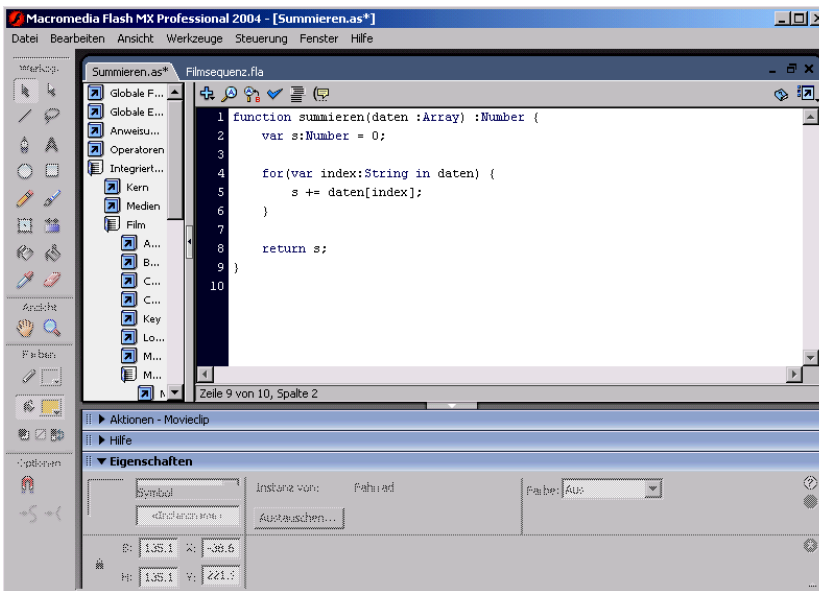 Macromedia Flash MX Professional 2004 - [Summieren.as*]
Datei Bearbeiten Ansicht Werkzeuge Steuerung Fenster Hilfe
Summieren.as* Filmsequenz.fla
Globale F...
Globale E...
Anweisu...
Operatoren
Integriert...
Kern
Medien
Film
A...
B...
C...
C...
Key
Lo...
M...
M...
1 function summieren(daten :Array) :Number {
2 var s:Number = 0;
3
4 for(var index:String in daten) {
5 s += daten[index];
6 }
7
8 return s;
9 }
10
Zeile 9 von 10, Spalte 2
Ansicht
Farben
Optionen
Aktionen - Movieclip
Hilfe
Eigenschaften
Symbol
Instanz von: Fahrrad
Farbe: Aus
<Instanzname>
Austauschen...
B: 135.1 X: -38.6
H: 135.1 Y: 221.